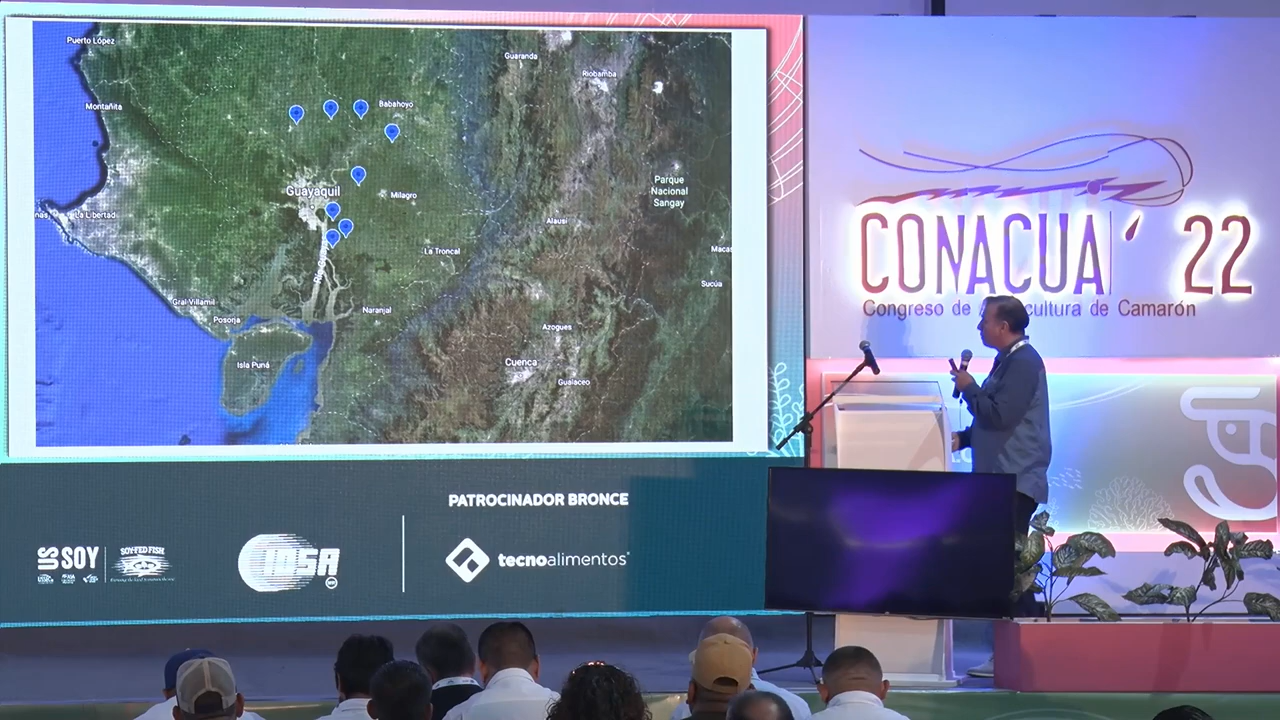 Puerto López
Guaranda
Riobamba
Montañita
Babahoyo
Guayaquil
Milagro
Parque
Nacional
Sangay
La Libertad
Alausí
La Troncal
Macas
Sucúa
Gral Villamil
Posorja
Naranjal
Isla Puná
Azogues
Cuenca
Gualaceo
CONACUA' 22
Congreso de Acuicultura de Camarón
PATROCINADOR BRONCE
US SOY
SOY-FED FISH
tecnoalimentos